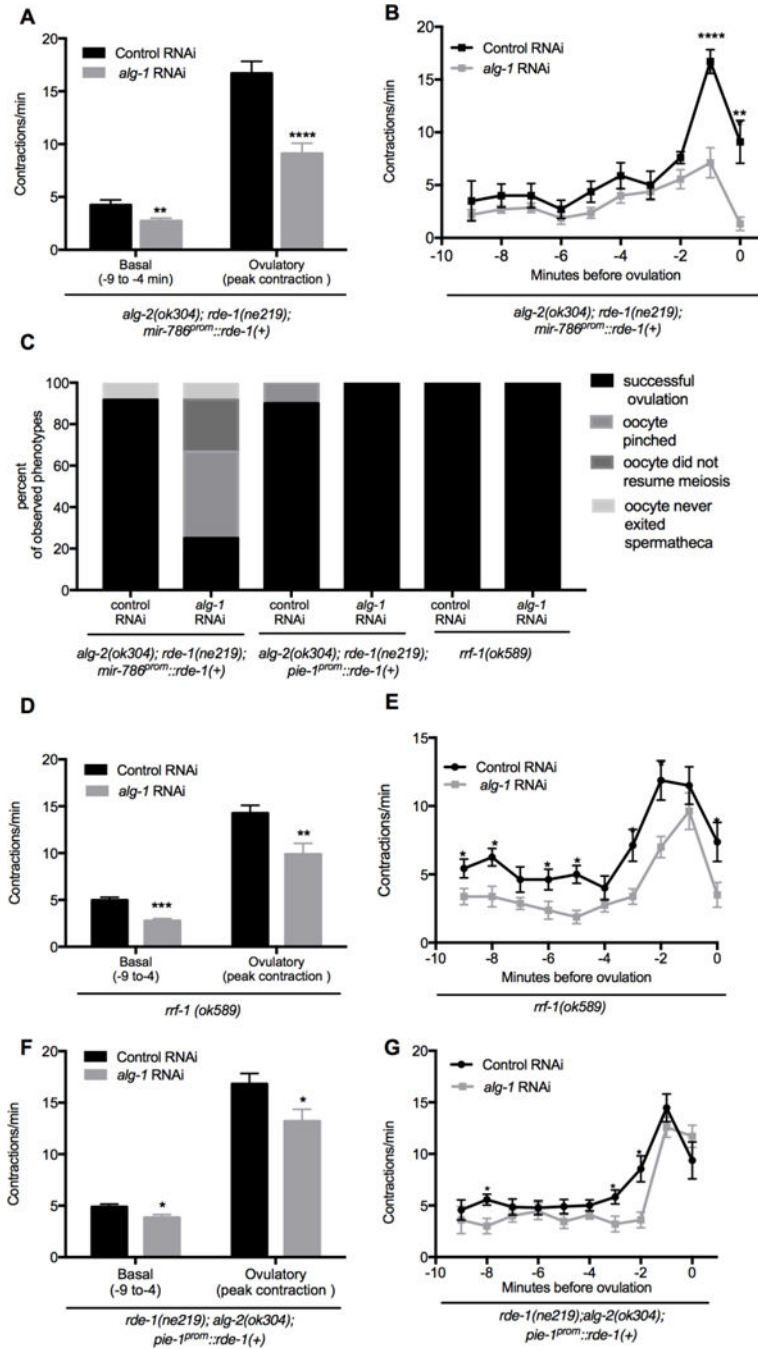 A
Control RNAi
alg-1 RNAi
Contractions/min
20
15
10
5
0
**
****
Basal
(-9 to -4 min)
Ovulatory
(peak contraction )
alg-2(ok304); rde-1(ne219);
mir-786prom::rde-1(+)
B
Control RNAi
alg-1 RNAi
Contractions/min
20
15
10
5
0
****
**
-10 -8 -6 -4 -2 0
Minutes before ovulation
alg-2(ok304); rde-1(ne219);
mir-786prom::rde-1(+)
C
percent
of observed phenotypes
100
80
60
40
20
0
control
RNAi
alg-1
RNAi
control
RNAi
alg-1
RNAi
control
RNAi
alg-1
RNAi
alg-2(ok304); rde-1(ne219);
mir-786prom::rde-1(+)
alg-2(ok304); rde-1(ne219);
pie-1prom::rde-1(+)
rrf-1(ok589)
successful
ovulation
oocyte
pinched
oocyte did not
resume meiosis
oocyte never
exited
spermatheca
D
Control RNAi
alg-1 RNAi
Contractions/min
20
15
10
5
0
***
**
Basal
(-9 to-4)
Ovulatory
(peak contraction )
rrf-1 (ok589)
E
Control RNAi
alg-1 RNAi
Contractions/min
15
10
5
0
* * * * * * *
-10 -8 -6 -4 -2 0
Minutes before ovulation
rrf-1(ok589)
F
Control RNAi
alg-1 RNAi
Contractions/min
20
15
10
5
0
*
*
Basal
(-9 to-4)
Ovulatory
(peak contraction )
rde-1(ne219); alg-2(ok304);
pie-1prom::rde-1(+)
G
Control RNAi
alg-1 RNAi
Contractions/min
20
15
10
5
0
* * *
-10 -8 -6 -4 -2 0
Minutes before ovulation
rde-1(ne219);alg-2(ok304);
pie-1prom::rde-1(+)